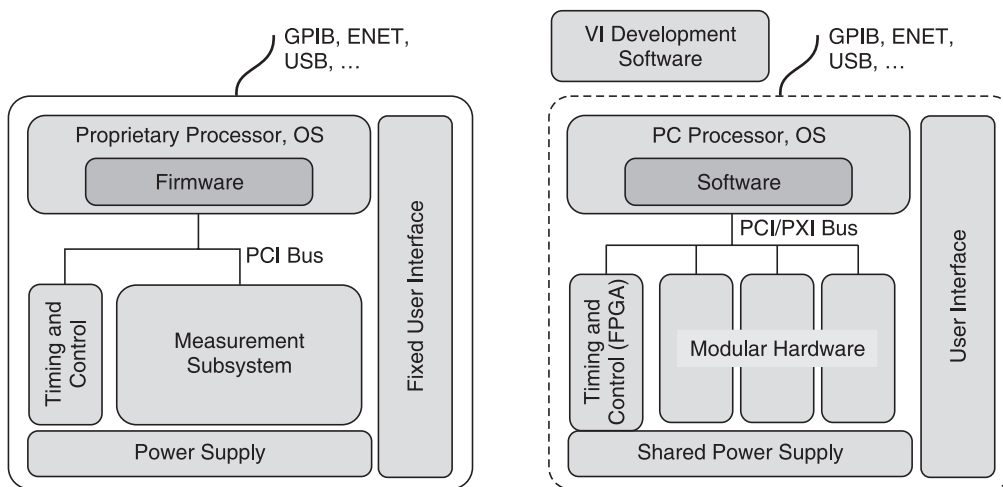 GPIB, ENET,
USB, ...
Proprietary Processor, OS
Firmware
PCI Bus
Timing and
Control
Measurement
Subsystem
Fixed User Interface
Power Supply
VI Development
Software
GPIB, ENET,
USB, ...
PC Processor, OS
Software
PCI/PXI Bus
Timing and
Control (FPGA)
Modular Hardware
User Interface
Shared Power Supply